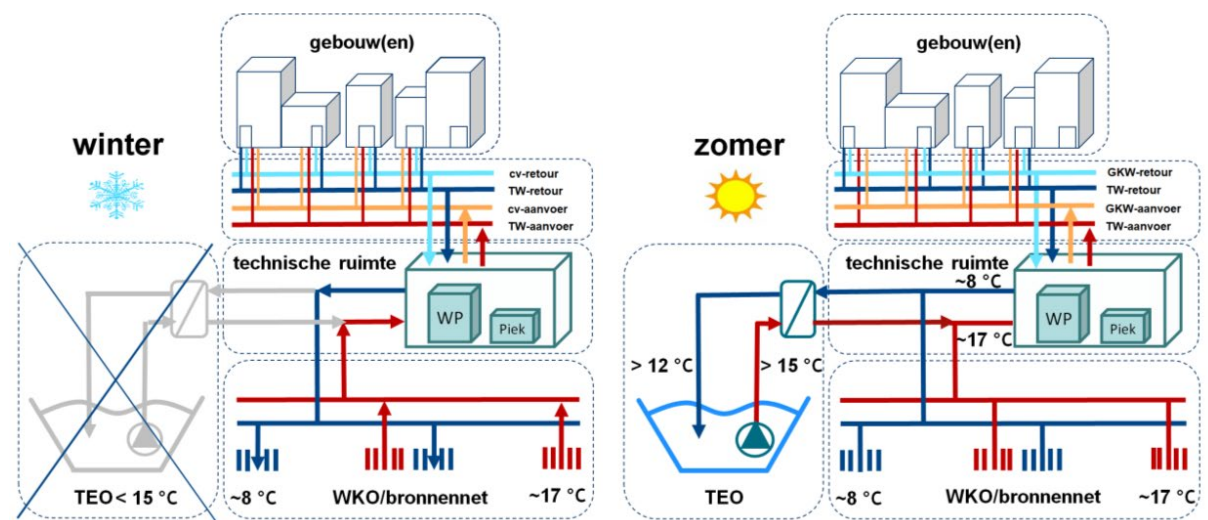 gebouw(en)
winter
cv-retour
TW-retour
cv-aanvoer
TW-aanvoer
technische ruimte
WP
Piek
TEO < 15 °C
~8 °C
WKO/bronnennet
~17 °C
gebouw(en)
zomer
GKW-retour
TW-retour
GKW-aanvoer
TW-aanvoer
technische ruimte
~8 °C
WP
Piek
~17 °C
> 12 °C
> 15 °C
TEO
~8 °C
WKO/bronnennet
~17 °C